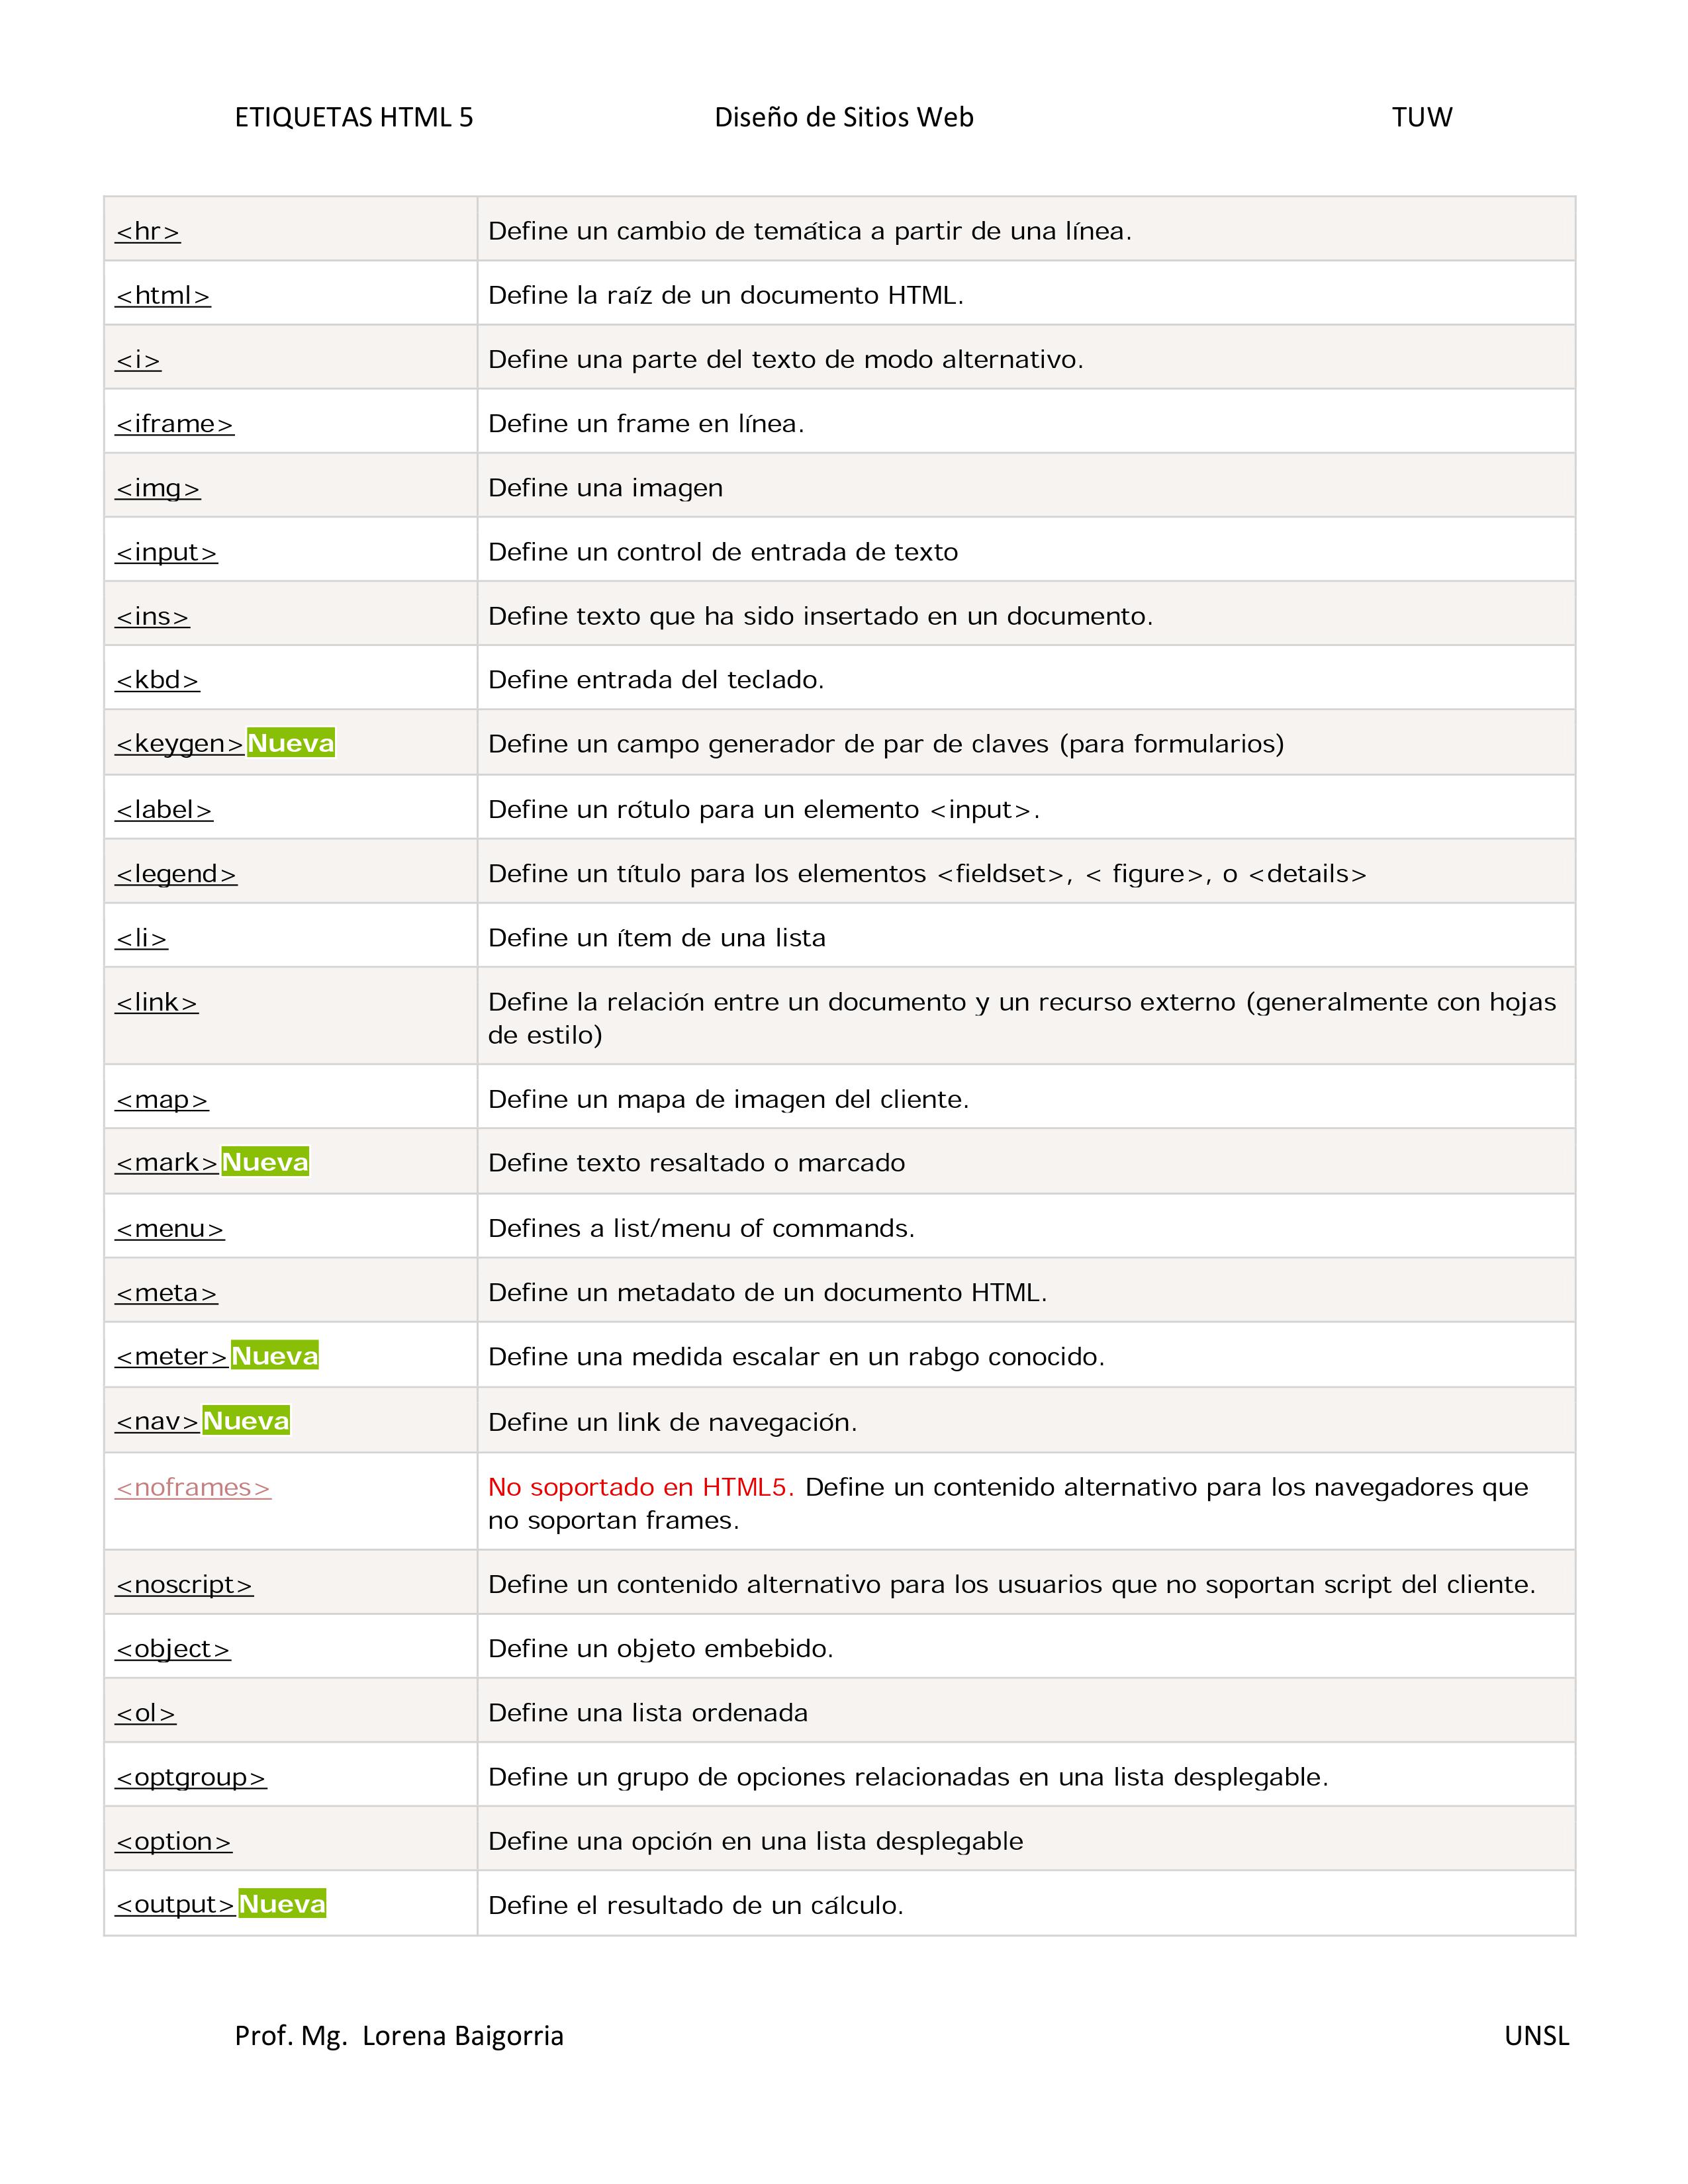 ETIQUETAS HTML 5 Diseño de Sitios Web TUW
<hr> Define un cambio de temática a partir de una línea.
<html> Define la raíz de un documento HTML.
<i> Define una parte del texto de modo alternativo.
<iframe> Define un frame en línea.
<img> Define una imagen
<input> Define un control de entrada de texto
<ins> Define texto que ha sido insertado en un documento.
<kbd> Define entrada del teclado.
<keygen>Nueva Define un campo generador de par de claves (para formularios)
<label> Define un rótulo para un elemento <input>.
<legend> Define un título para los elementos <fieldset>, < figure>, o <details>
<li> Define un ítem de una lista
<link> Define la relación entre un documento y un recurso externo (generalmente con hojas
de estilo)
<map> Define un mapa de imagen del cliente.
<mark>Nueva Define texto resaltado o marcado
<menu> Defines a list/menu of commands.
<meta> Define un metadato de un documento HTML.
<meter>Nueva Define una medida escalar en un rabgo conocido.
<nav>Nueva Define un link de navegación.
<noframes> No soportado en HTML5. Define un contenido alternativo para los navegadores que
no soportan frames.
<noscript> Define un contenido alternativo para los usuarios que no soportan script del cliente.
<object> Define un objeto embebido.
<ol> Define una lista ordenada
<optgroup> Define un grupo de opciones relacionadas en una lista desplegable.
<option> Define una opción en una lista desplegable
<output>Nueva Define el resultado de un cálculo.
Prof. Mg. Lorena Baigorria UNSL